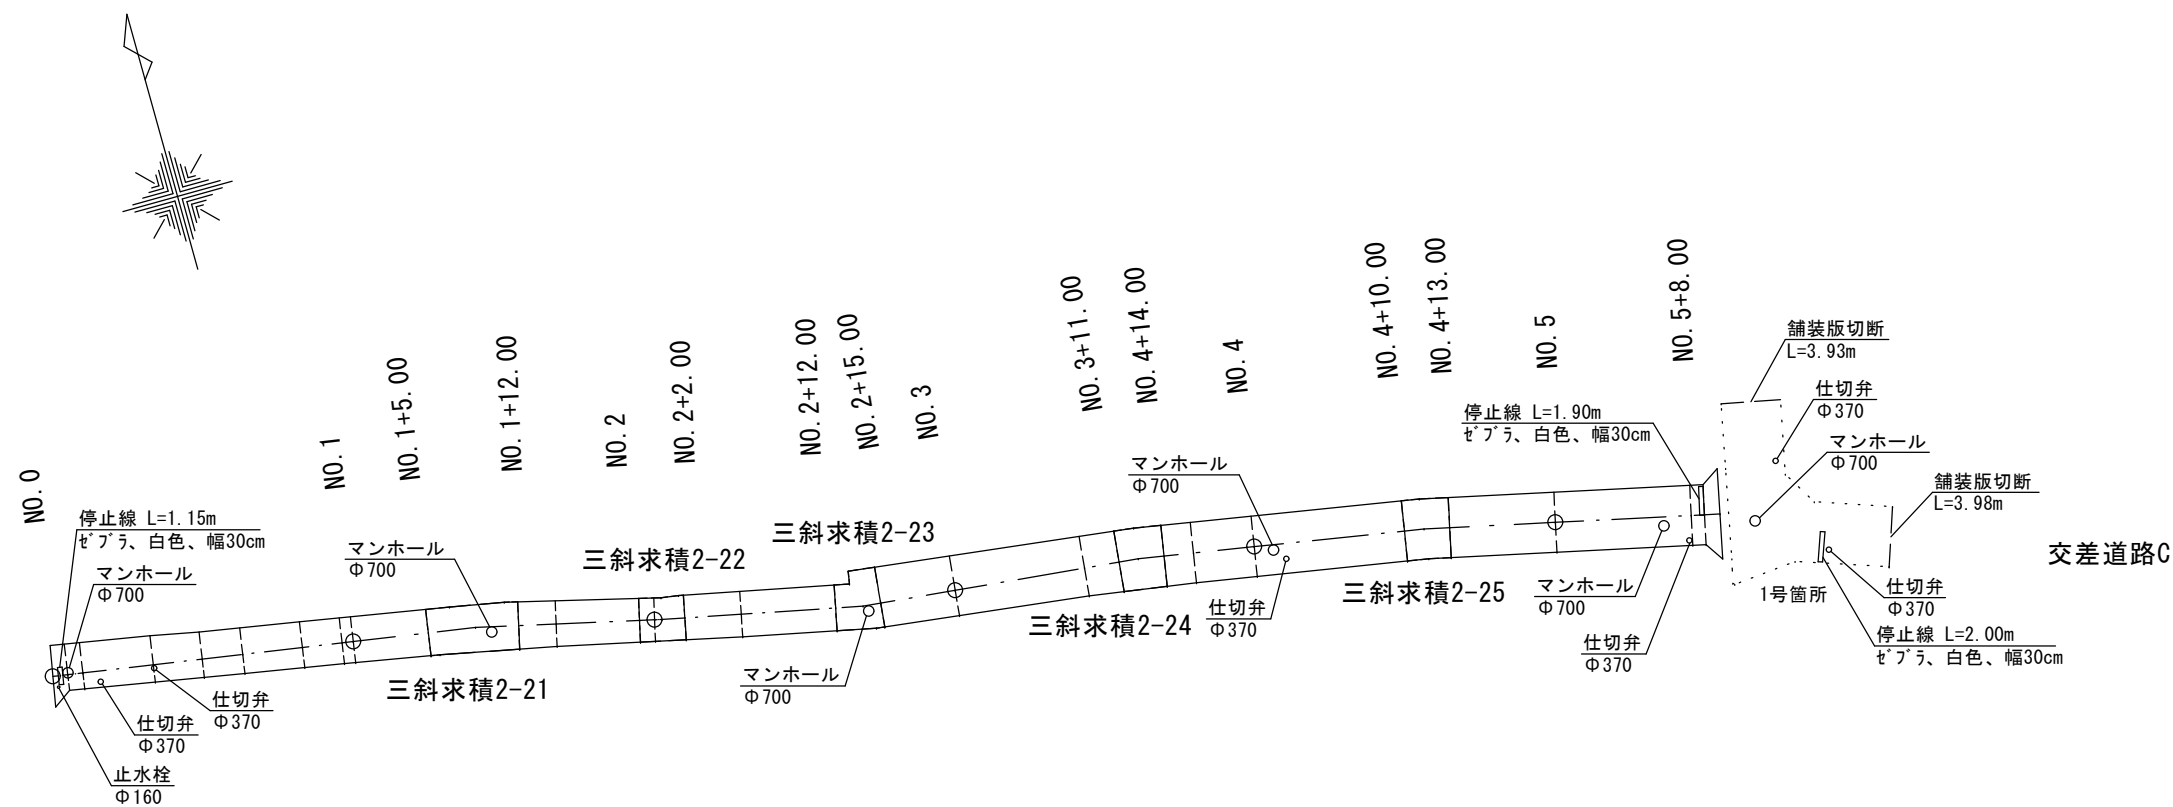 NO.0
NO.1
NO.1+5.00
NO.1+12.00
NO.2
NO.2+2.00
NO.2+12.00
NO.2+15.00
NO.3
NO.3+11.00
NO.4+14.00
NO.4
NO.4+10.00
NO.4+13.00
NO.5
NO.5+8.00
舗装版切断
L=3.93m
仕切弁
Φ370
マンホール
Φ700
舗装版切断
L=3.98m
停止線 L=1.90m
ｾﾞﾌﾞﾗ、白色、幅30cm
マンホール
Φ700
停止線 L=1.15m
ｾﾞﾌﾞﾗ、白色、幅30cm
マンホール
Φ700
マンホール
Φ700
三斜求積2-22
三斜求積2-23
三斜求積2-21
三斜求積2-24
三斜求積2-25
仕切弁
Φ370
マンホール
Φ700
仕切弁
Φ370
1号箇所
仕切弁
Φ370
停止線 L=2.00m
ｾﾞﾌﾞﾗ、白色、幅30cm
交差道路C
マンホール
Φ700
仕切弁
Φ370
仕切弁
Φ370
止水栓
Φ160